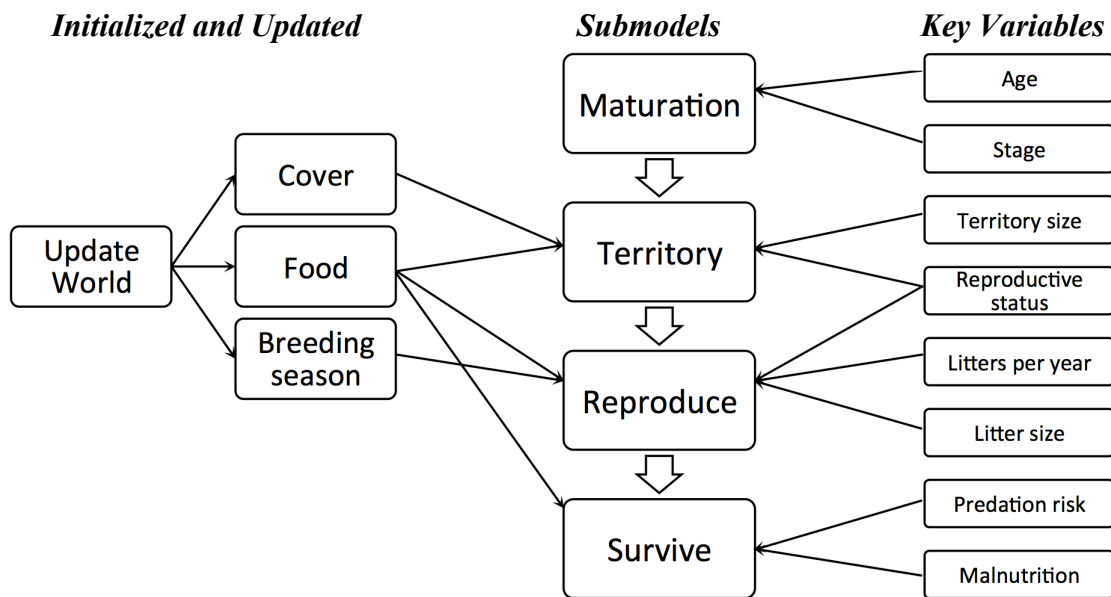 Initialized and Updated
Submodels
Key Variables
Update
World
Cover
Food
Breeding
season
Maturation
Territory
Reproduce
Survive
Age
Stage
Territory size
Reproductive
status
Litters per year
Litter size
Predation risk
Malnutrition